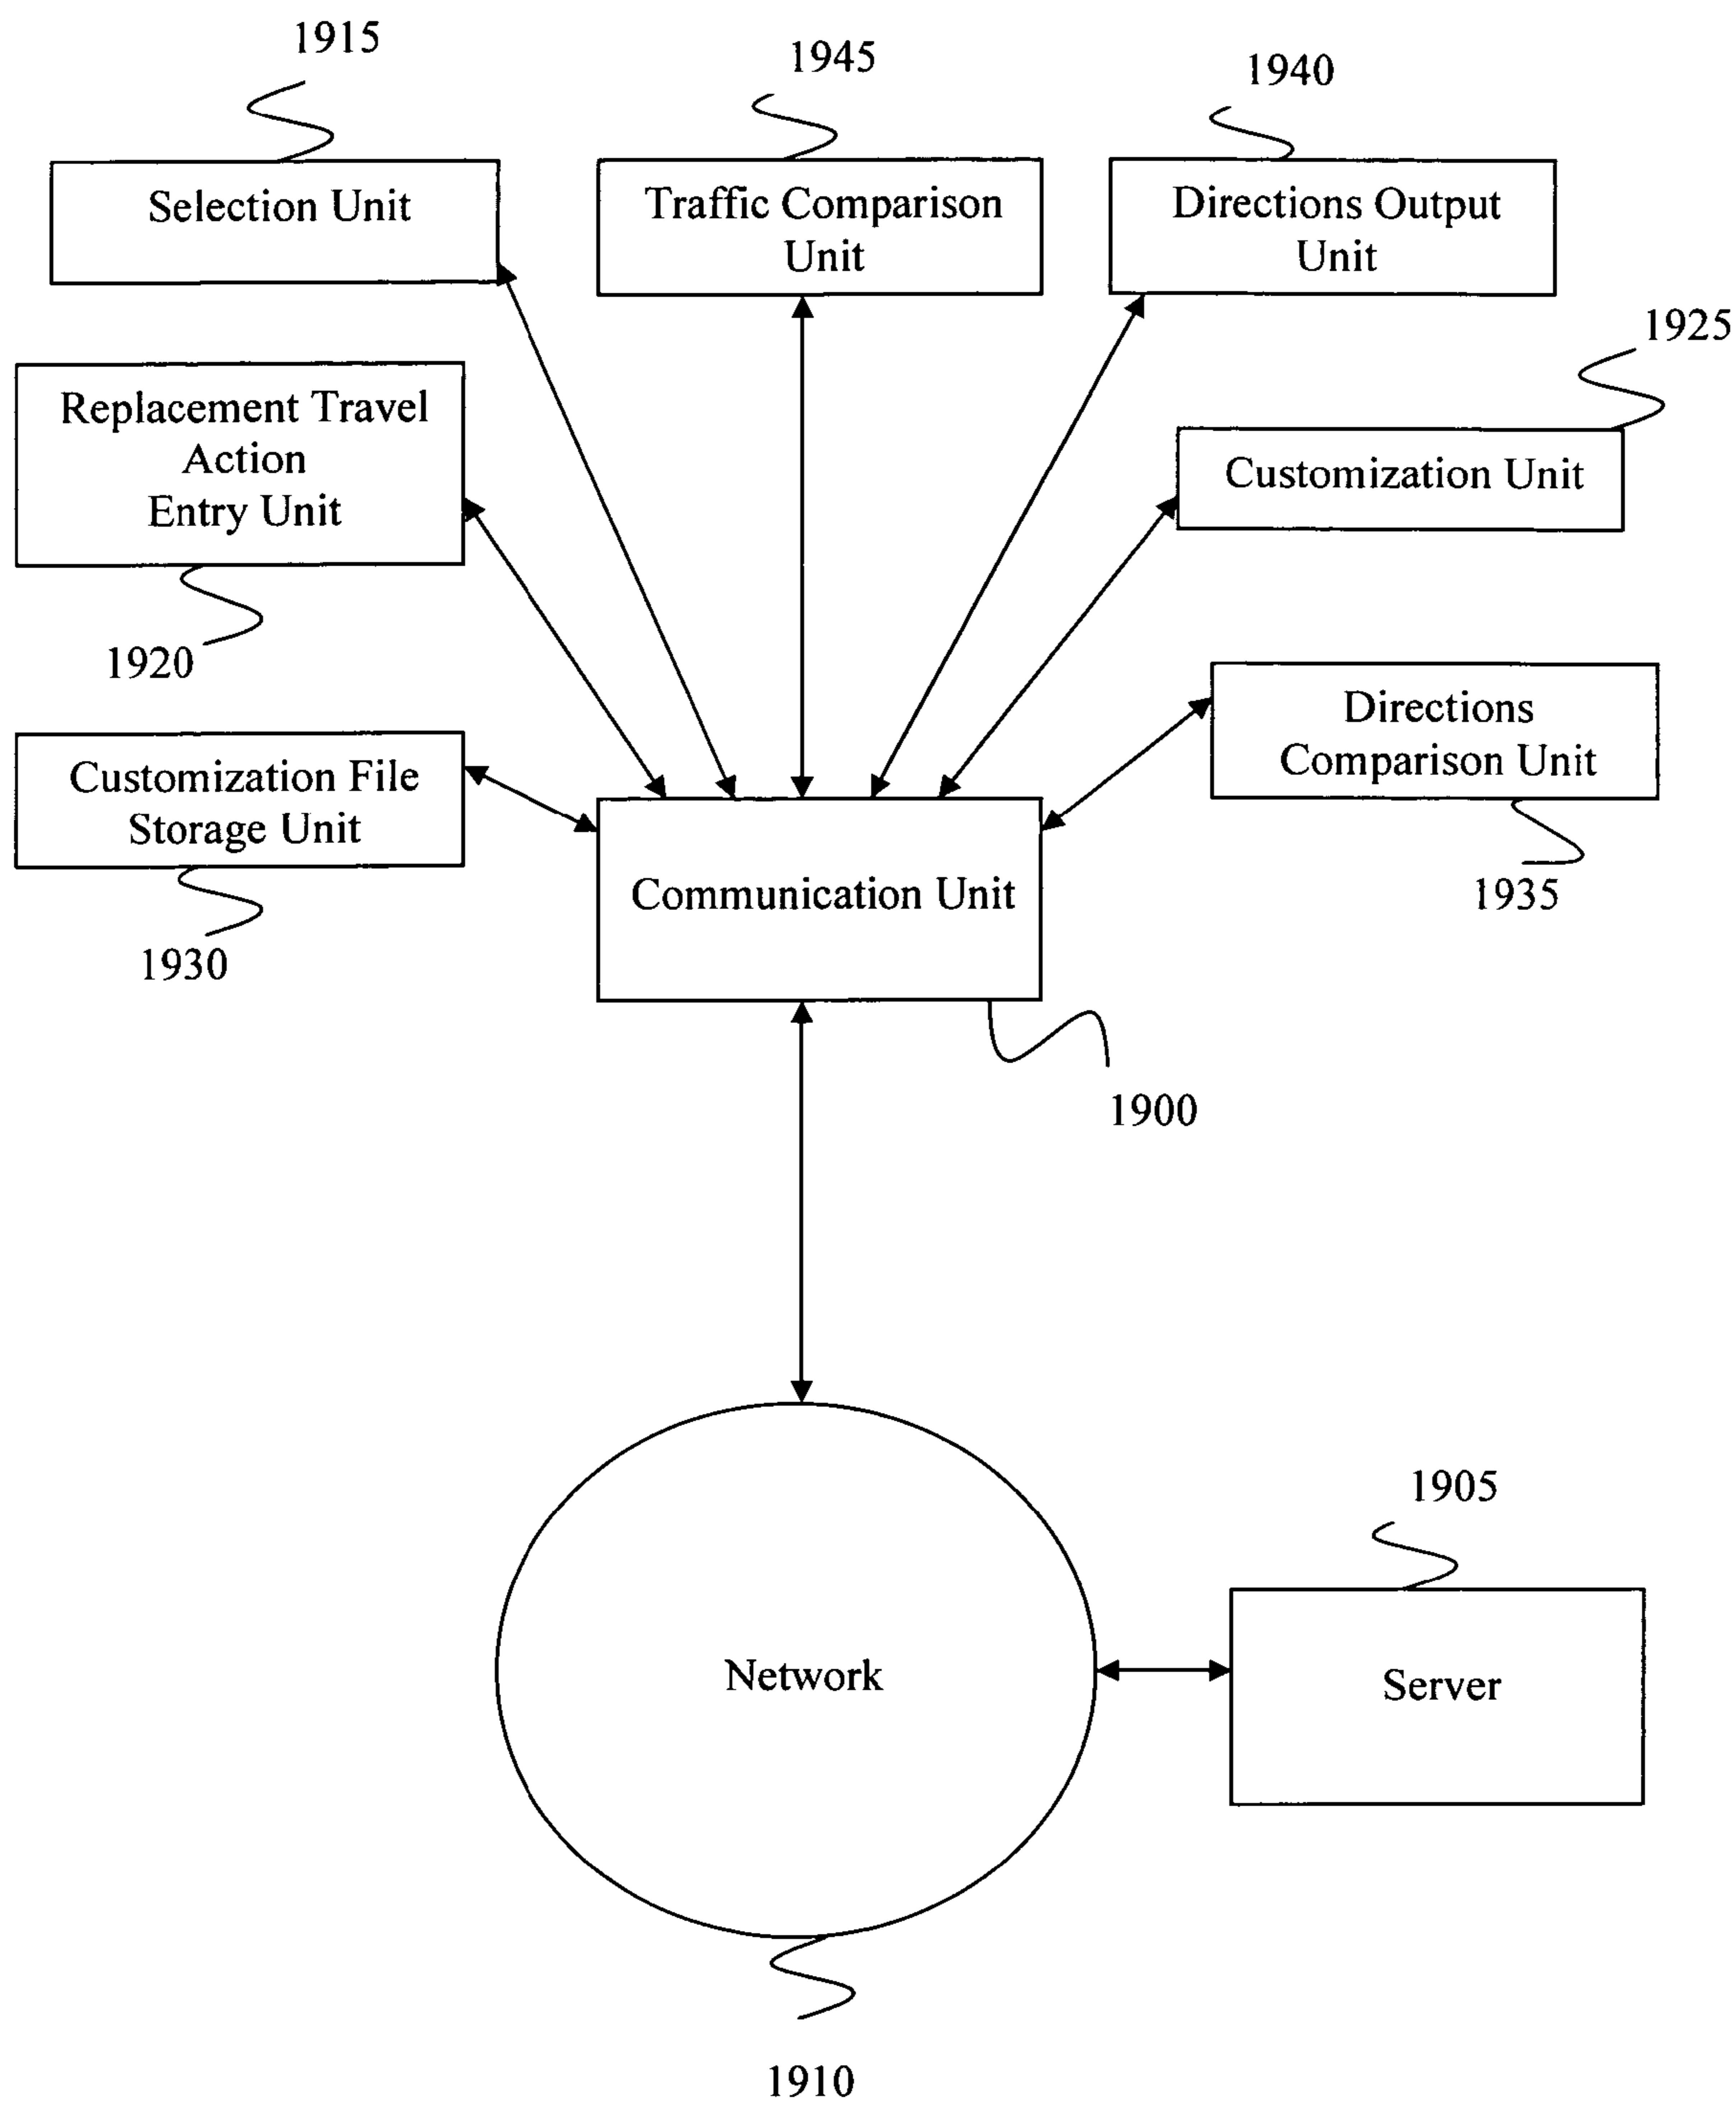 1915
1945
1940
Selection Unit
Traffic Comparison
Unit
Directions Output
Unit
1925
Replacement Travel
Action
Entry Unit
Customization Unit
1920
Directions
Comparison Unit
Customization File
Storage Unit
1935
Communication Unit
1930
1900
1905
Network
Server
1910